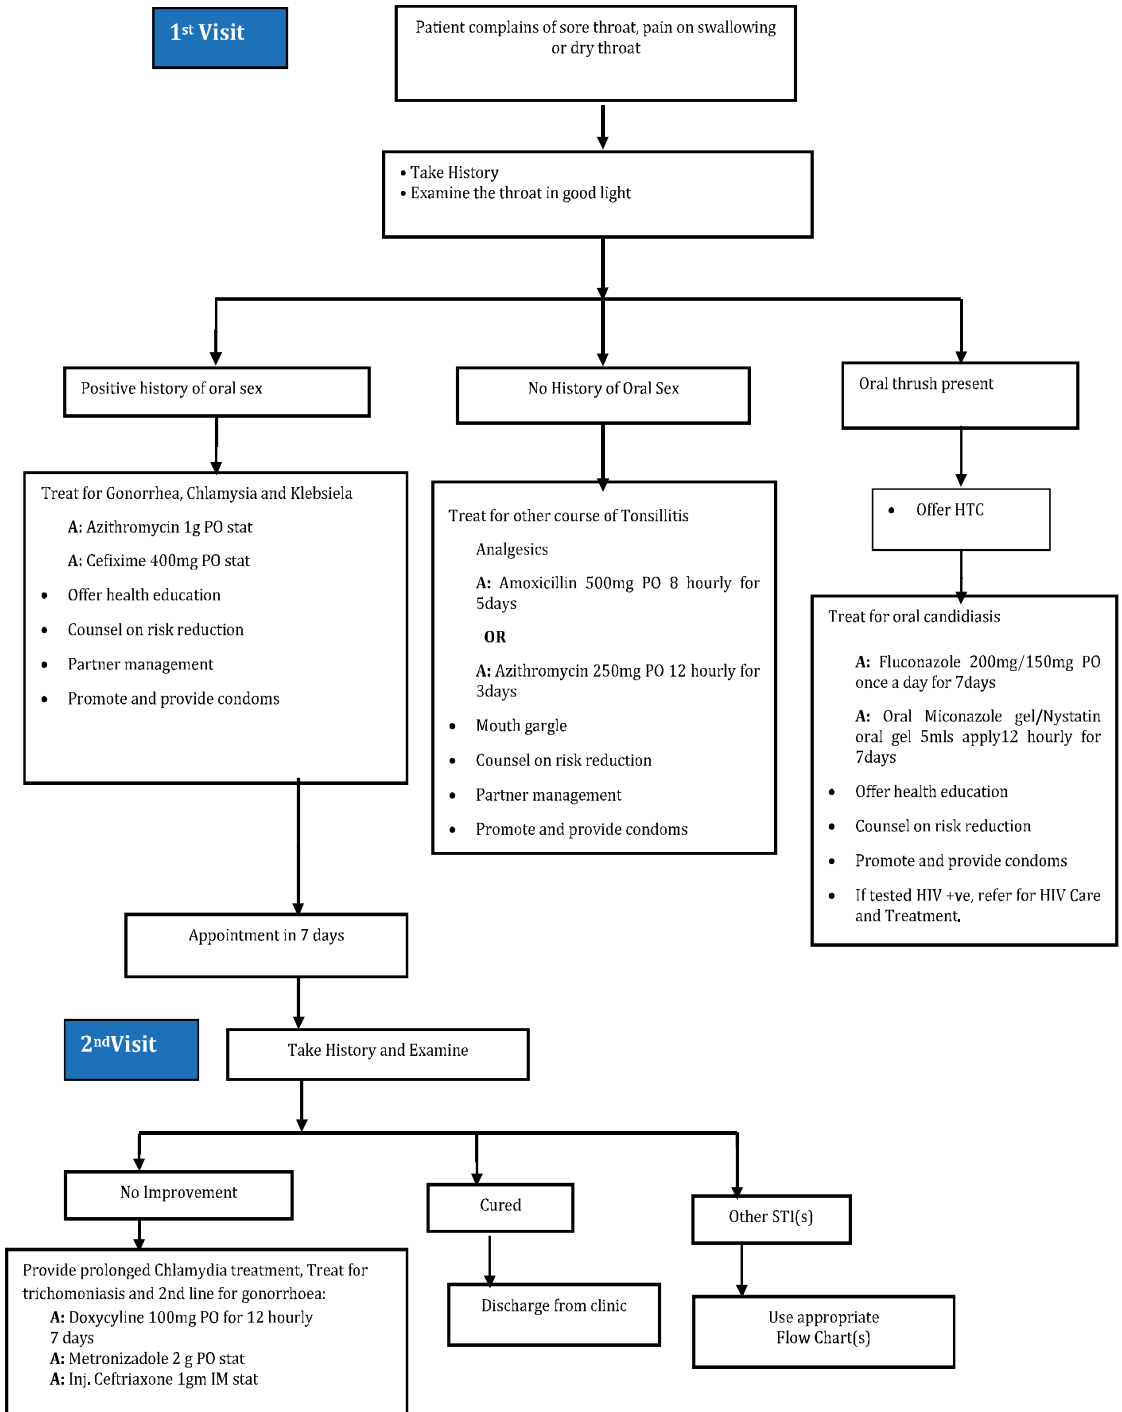 1st Visit
Patient complains of sore throat, pain on swallowing
or dry throat
• Take History
• Examine the throat in good light
Positive history of oral sex
No History of Oral Sex
Oral thrush present
Treat for Gonorrhea, Chlamysia and Klebsiela
A: Azithromycin 1g PO stat
A: Cefixime 400mg PO stat
• Offer health education
• Counsel on risk reduction
• Partner management
• Promote and provide condoms
Treat for other course of Tonsillitis
Analgesics
A: Amoxicillin 500mg PO 8 hourly for
5days
OR
A: Azithromycin 250mg PO 12 hourly for
3days
• Mouth gargle
• Counsel on risk reduction
• Partner management
• Promote and provide condoms
• Offer HTC
Treat for oral candidiasis
A: Fluconazole 200mg/150mg PO
once a day for 7days
A: Oral Miconazole gel/Nystatin
oral gel 5mls apply12 hourly for
7days
• Offer health education
• Counsel on risk reduction
• Promote and provide condoms
• If tested HIV +ve, refer for HIV Care
and Treatment.
Appointment in 7 days
2ndVisit
Take History and Examine
No Improvement
Cured
Other STI(s)
Provide prolonged Chlamydia treatment, Treat for
trichomoniasis and 2nd line for gonorrhoea:
A: Doxycyline 100mg PO for 12 hourly
7 days
A: Metronizadole 2 g PO stat
A: Inj. Ceftriaxone 1gm IM stat
Discharge from clinic
Use appropriate
Flow Chart(s)